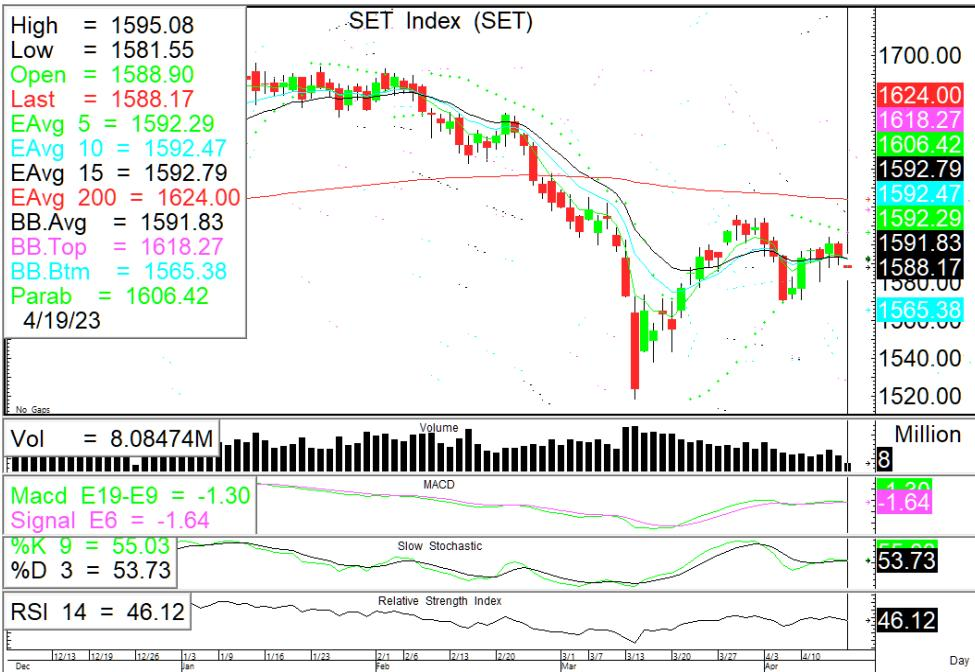 SET Index (SET)
High = 1595.08
Low = 1581.55
Open = 1588.90
Last = 1588.17
EAvg 5 = 1592.29
EAvg 10 = 1592.47
EAvg 15 = 1592.79
EAvg 200 = 1624.00
BB.Avg = 1591.83
BB.Top = 1618.27
BB.Btm = 1565.38
Parab = 1606.42
4/19/23
No Gaps
1700.00
1624.00
1618.27
1606.42
1592.79
1592.47
1592.29
1591.83
1588.17
1580.00
1565.38
1560.00
1540.00
1520.00
Vol = 8.08474M
Volume
Million
8
Macd E19-E9 = -1.30
Signal E6 = -1.64
MACD
-1.30
-1.64
%K 9 = 55.03
%D 3 = 53.73
Slow Stochastic
53.73
RSI 14 = 46.12
Relative Strength Index
46.12
12/13 12/19 12/26 1/3 1/9 1/16 1/23 2/1 2/6 2/13 2/20 3/1 3/7 3/13 3/20 3/27 4/3 4/10
Dec Jan Feb Mar Apr Day